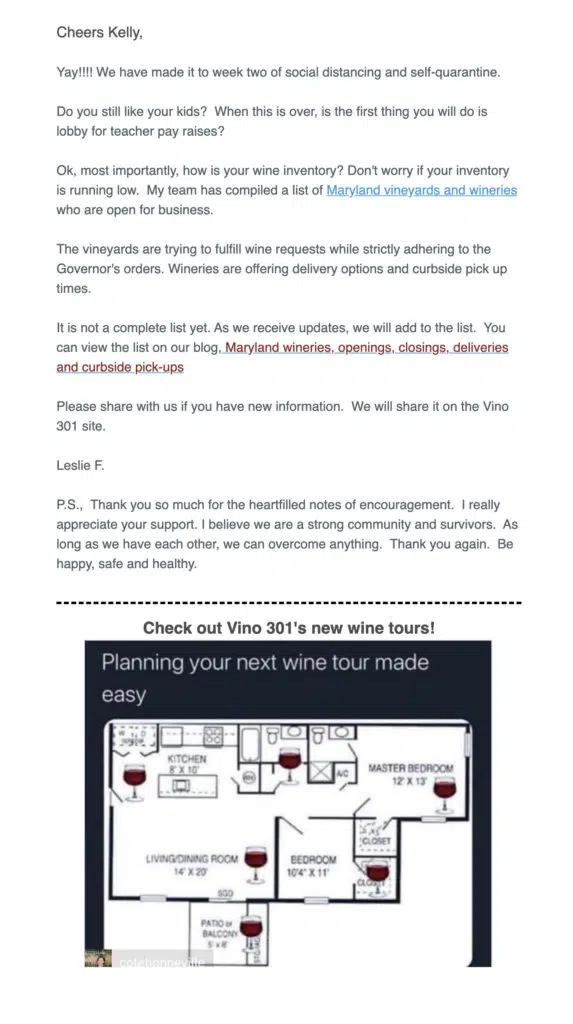 Cheers Kelly,
Yay!!!! We have made it to week two of social distancing and self-quarantine.
Do you still like your kids?  When this is over, is the first thing you will do is
lobby for teacher pay raises?
Ok, most importantly, how is your wine inventory? Don't worry if your inventory
is running low.  My team has compiled a list of Maryland vineyards and wineries
who are open for business.
The vineyards are trying to fulfill wine requests while strictly adhering to the
Governor's orders. Wineries are offering delivery options and curbside pick up
times.
It is not a complete list yet. As we receive updates, we will add to the list.  You
can view the list on our blog, Maryland wineries, openings, closings, deliveries
and curbside pick-ups
Please share with us if you have new information.  We will share it on the Vino
301 site.
Leslie F.
P.S.,  Thank you so much for the heartfilled notes of encouragement.  I really
appreciate your support. I believe we are a strong community and survivors.  As
long as we have each other, we can overcome anything.  Thank you again.  Be
happy, safe and healthy.
Check out Vino 301's new wine tours!
Planning your next wine tour made
easy
W D
KITCHEN
8' X 10'
A/C
MASTER BEDROOM
12' X 13'
CLOSET
LIVING/DINING ROOM
14' X 20'
BEDROOM
10'4" X 11'
SGD
PATIO or
BALCONY
5' x 8'
cotebonneville